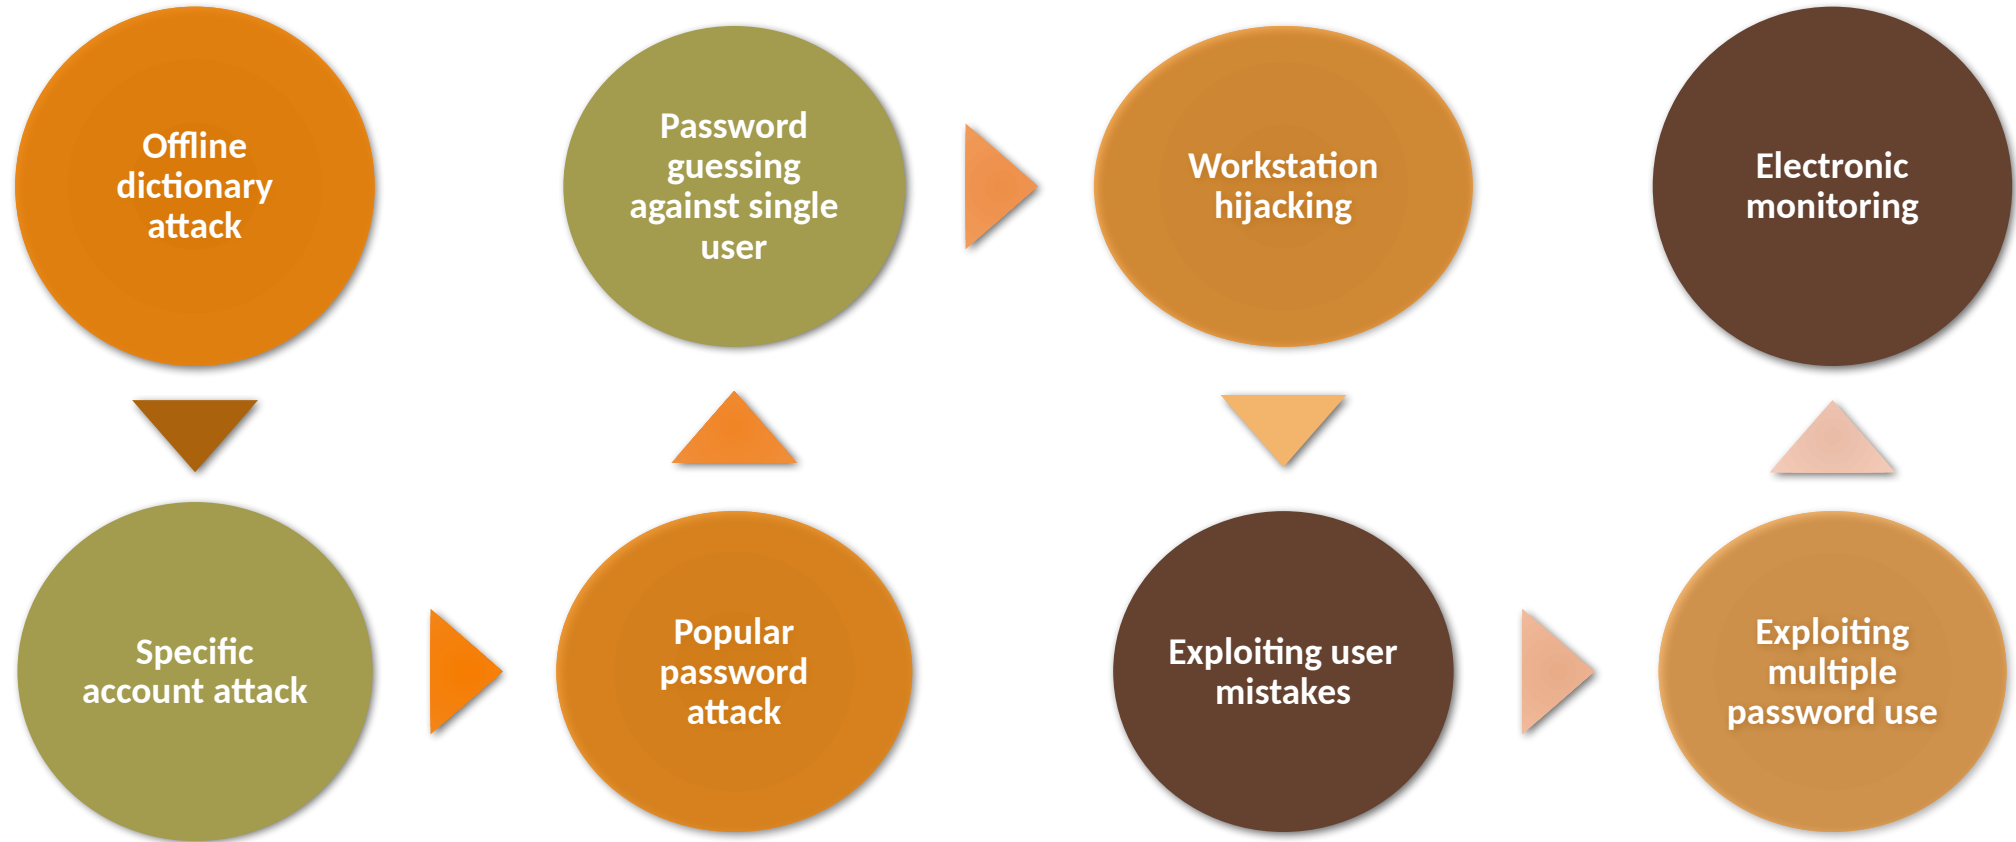 Offline
dictionary
attack
Specific
account attack
Popular
password
attack
Password
guessing
against single
user
Workstation
hijacking
Exploiting user
mistakes
Exploiting
multiple
password use
Electronic
monitoring